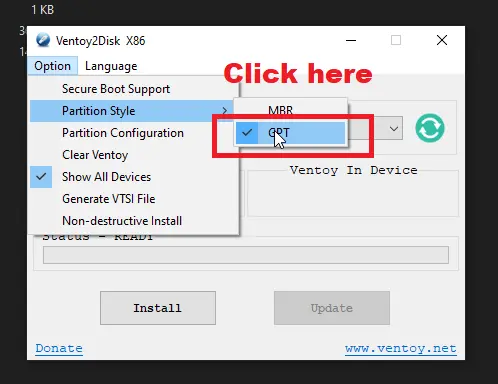 KB
30
14
Ventoy2Disk X86
Click here
Option Language
Secure Boot Support
Partition Style
MBR
Partition Configuration
GPT
Clear Ventoy
Show All Devices
Ventoy In Device
Generate VTSI File
Non-destructive Install
Status - READY
Install Update
Donate www.ventoy.net